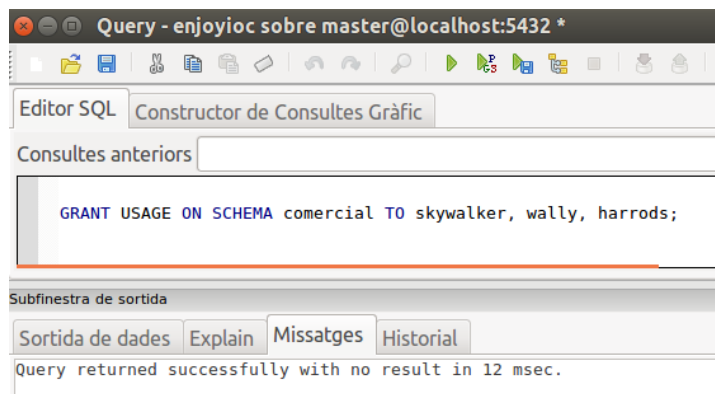 Query - enjoyioc sobre master@localhost:5432 *
Editor SQL Constructor de Consultes Gràfic
Consultes anteriors
GRANT USAGE ON SCHEMA comercial TO skywalker, wally, harrods;
Subfinestra de sortida
Sortida de dades Explain Missatges Historial
Query returned successfully with no result in 12 msec.